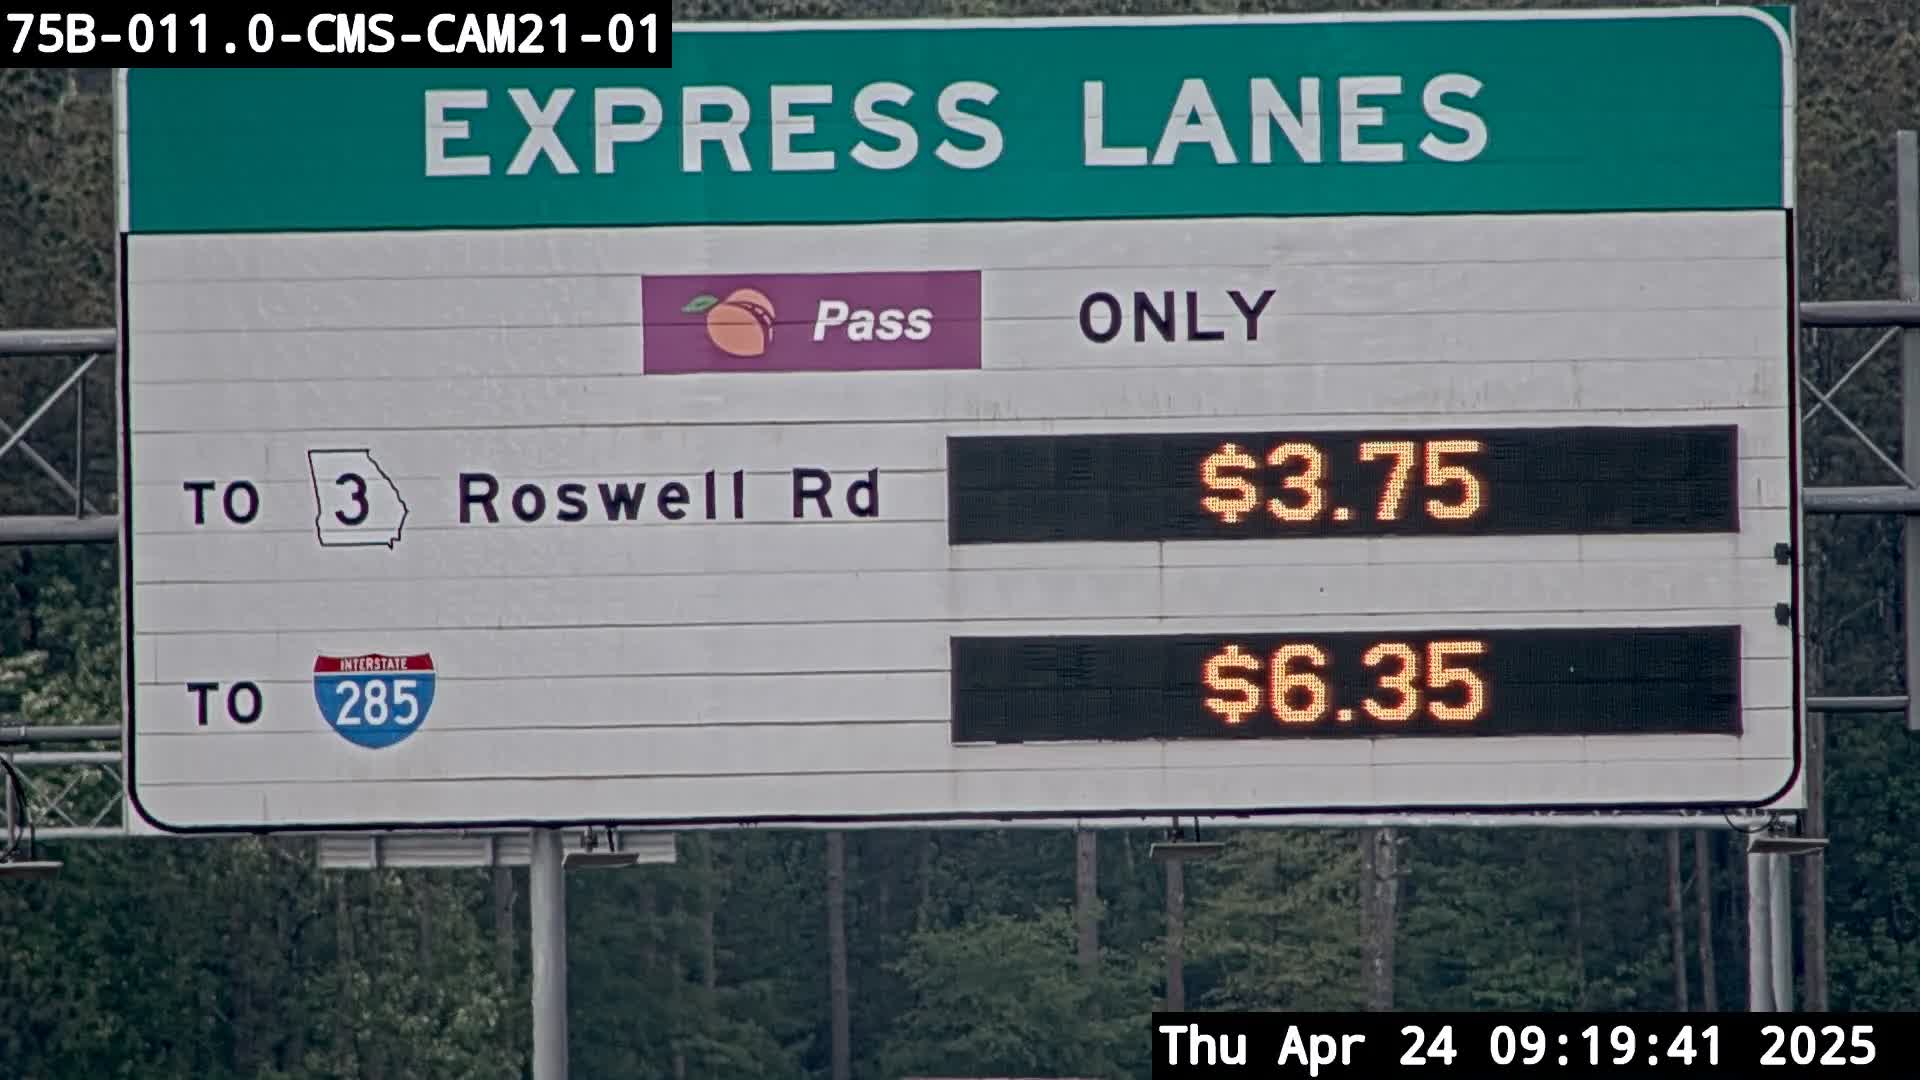 75B-011.0-CMS-CAM21-01
EXPRESS LANES
Pass ONLY
TO 3 Roswell Rd $3.75
TO INTERSTATE 285 $6.35
Thu Apr 24 09:19:41 2025